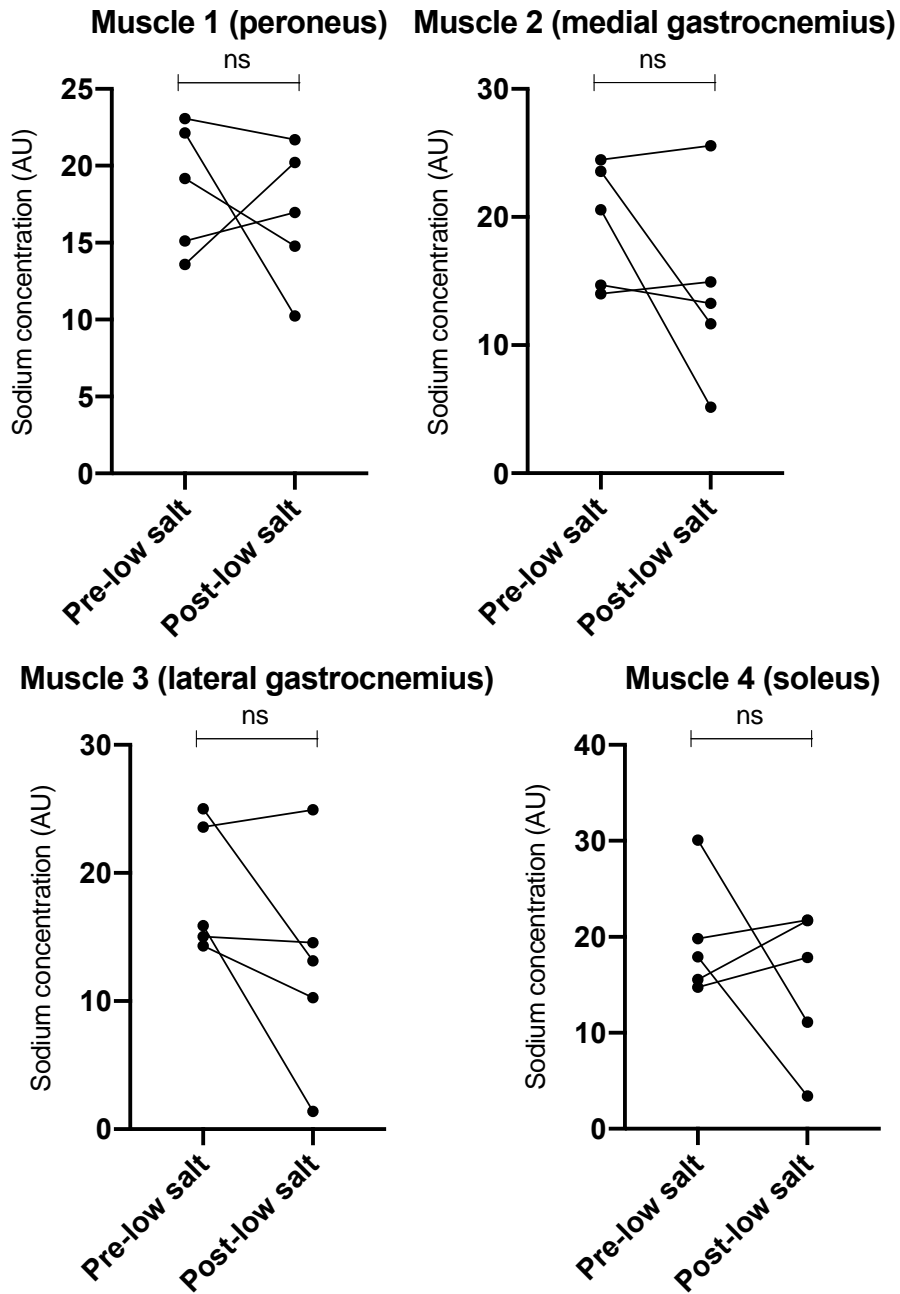 Muscle 1 (peroneus)
ns
Sodium concentration (AU)
25
20
15
10
5
0
Pre-low salt
Post-low salt
Muscle 2 (medial gastrocnemius)
ns
Sodium concentration (AU)
30
20
10
0
Pre-low salt
Post-low salt
Muscle 3 (lateral gastrocnemius)
ns
Sodium concentration (AU)
30
20
10
0
Pre-low salt
Post-low salt
Muscle 4 (soleus)
ns
Sodium concentration (AU)
40
30
20
10
0
Pre-low salt
Post-low salt